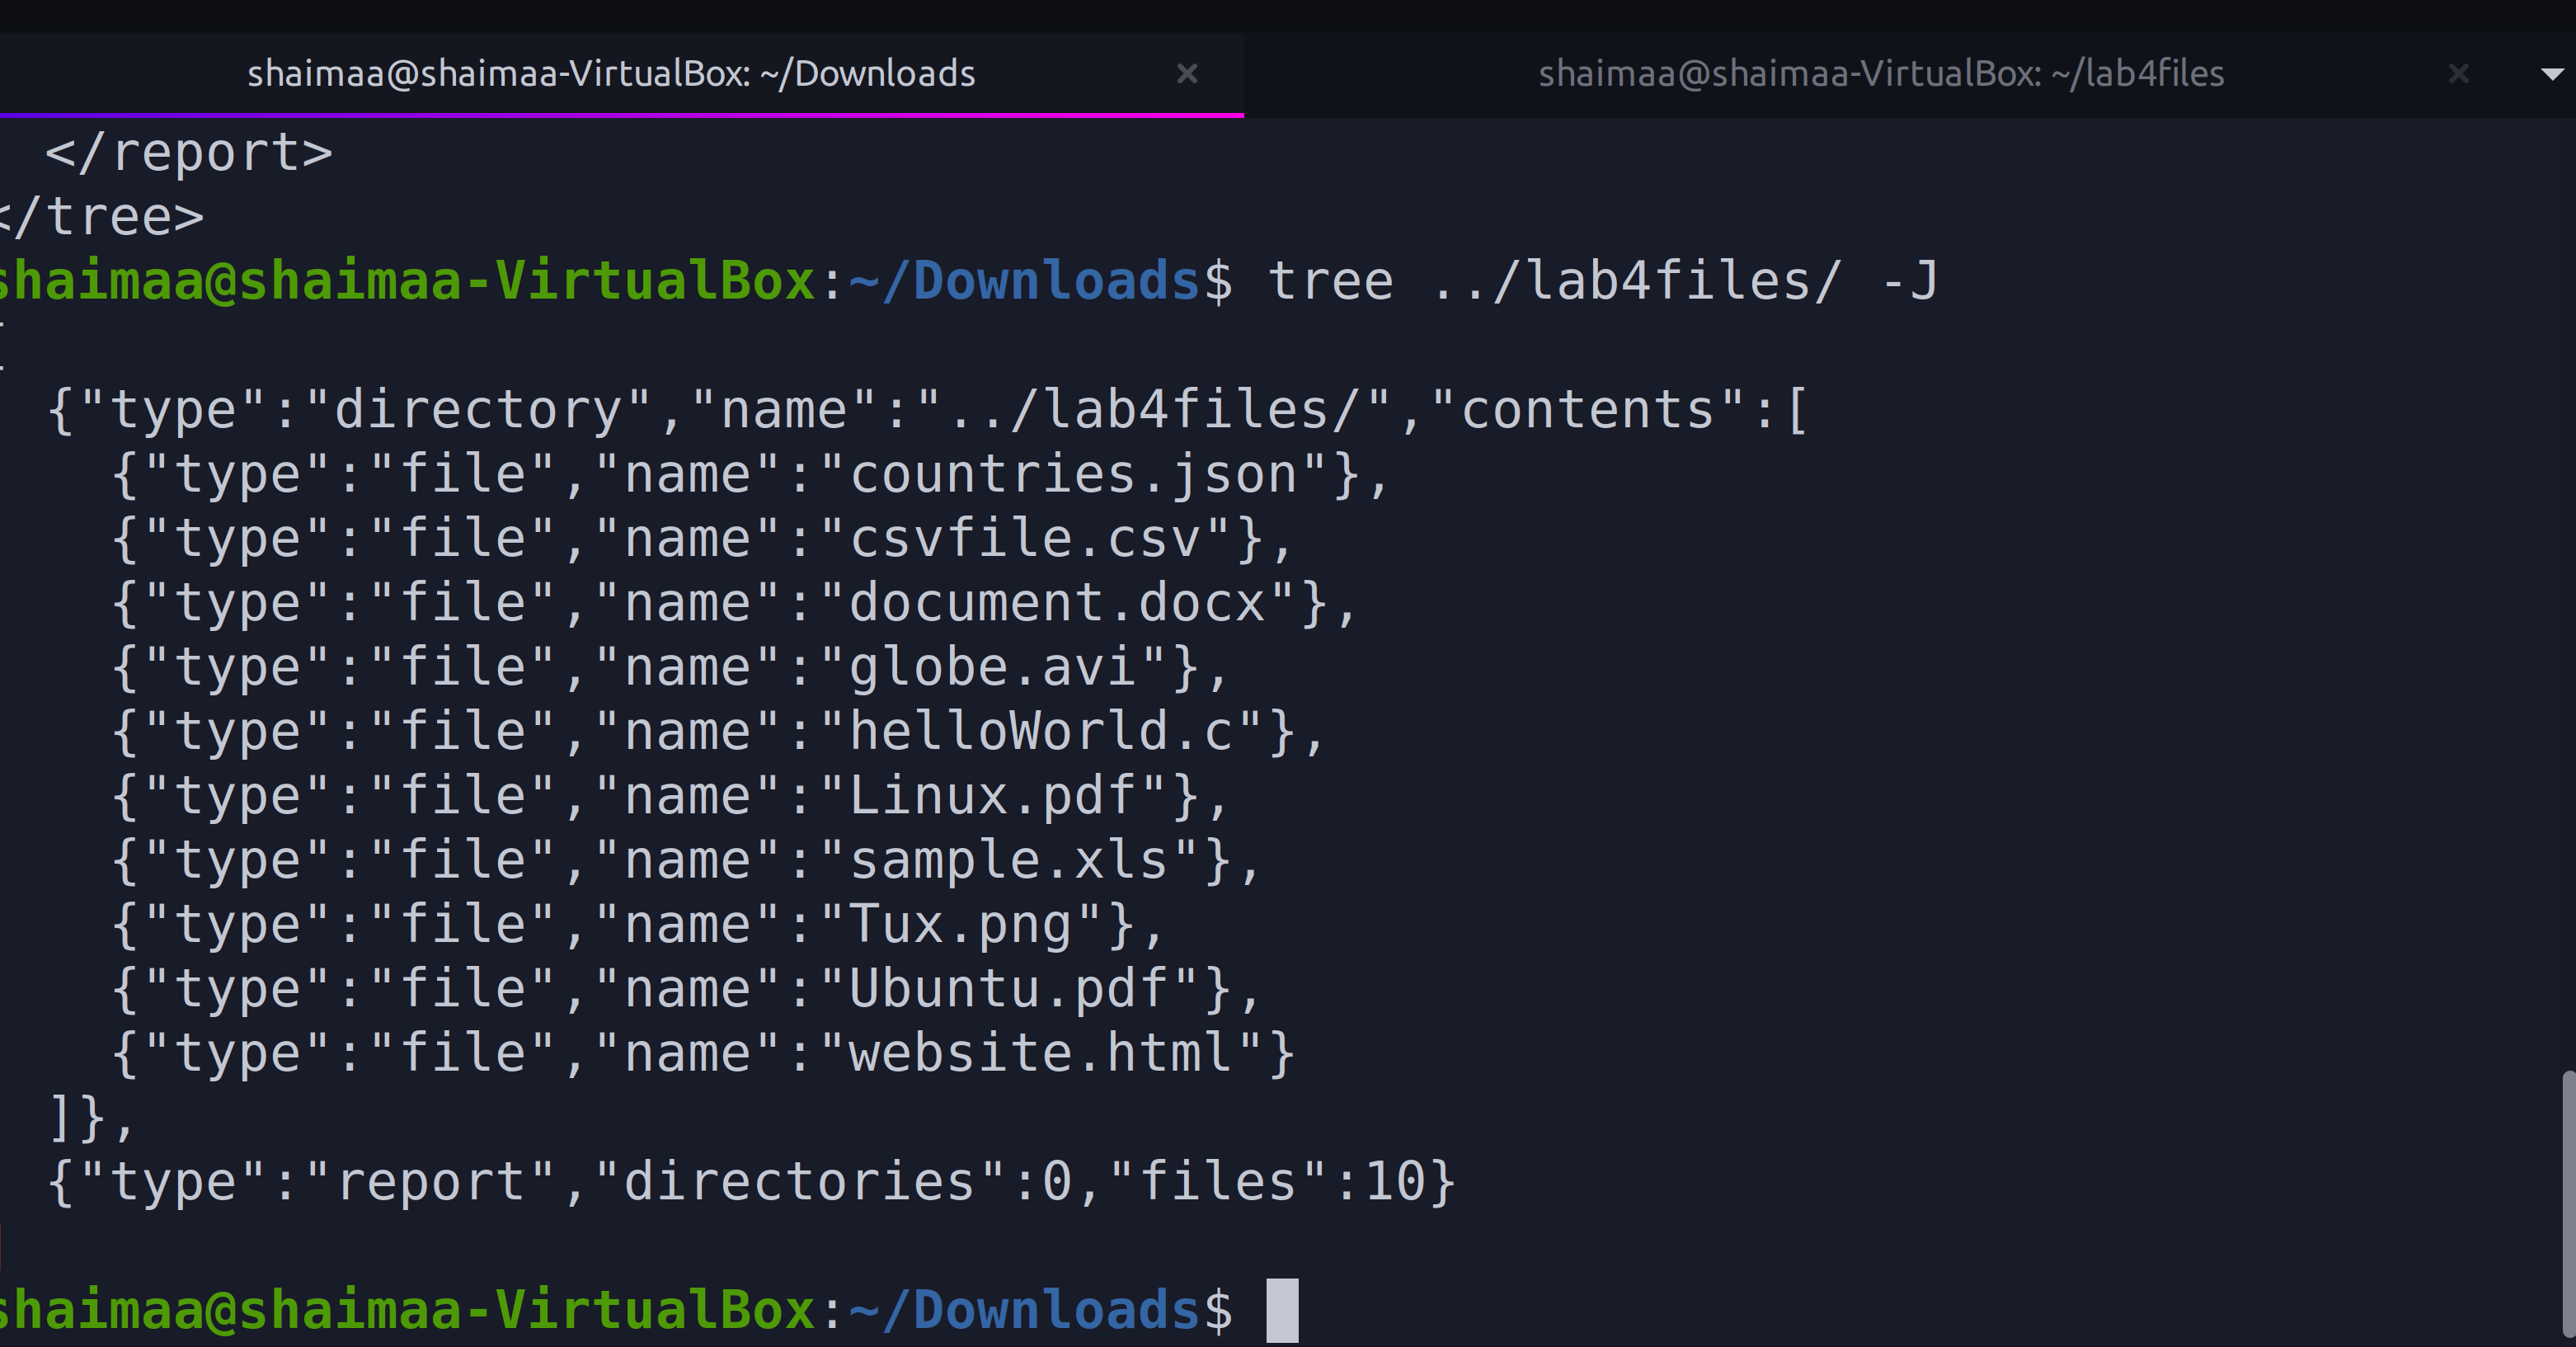 shaimaa@shaimaa-VirtualBox: ~/Downloads
shaimaa@shaimaa-VirtualBox: ~/lab4files
</report>
</tree>
shaimaa@shaimaa-VirtualBox:~/Downloads$ tree ../lab4files/ -J
[
  {"type":"directory","name":"../lab4files/","contents":[
    {"type":"file","name":"countries.json"},
    {"type":"file","name":"csvfile.csv"},
    {"type":"file","name":"document.docx"},
    {"type":"file","name":"globe.avi"},
    {"type":"file","name":"helloWorld.c"},
    {"type":"file","name":"Linux.pdf"},
    {"type":"file","name":"sample.xls"},
    {"type":"file","name":"Tux.png"},
    {"type":"file","name":"Ubuntu.pdf"},
    {"type":"file","name":"website.html"}
  ]},
  {"type":"report","directories":0,"files":10}
]
shaimaa@shaimaa-VirtualBox:~/Downloads$